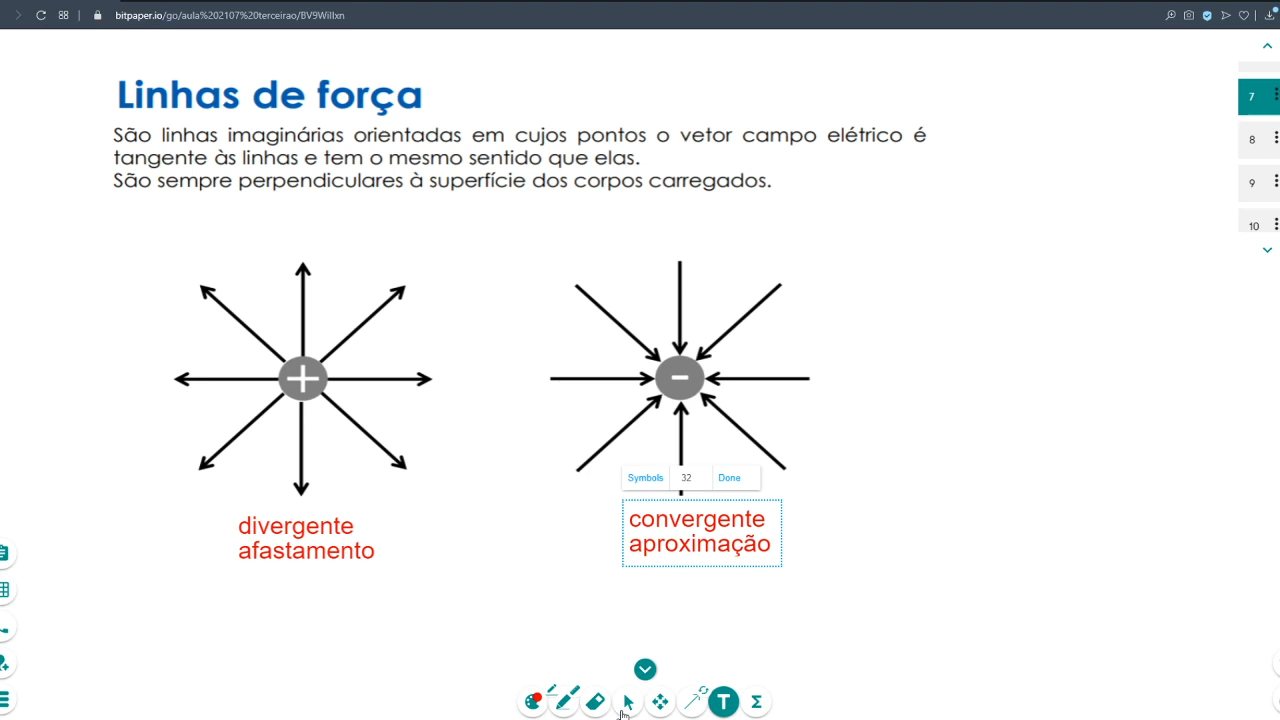 bitpaper.io/go/aula%202107%20terceirao/BV9WiIlxn
Linhas de força
São linhas imaginárias orientadas em cujos pontos o vetor campo elétrico é
tangente às linhas e tem o mesmo sentido que elas.
São sempre perpendiculares à superfície dos corpos carregados.
7
8
9
10
+
-
Symbols 32 Done
divergente
afastamento
convergente
aproximação
T
Σ